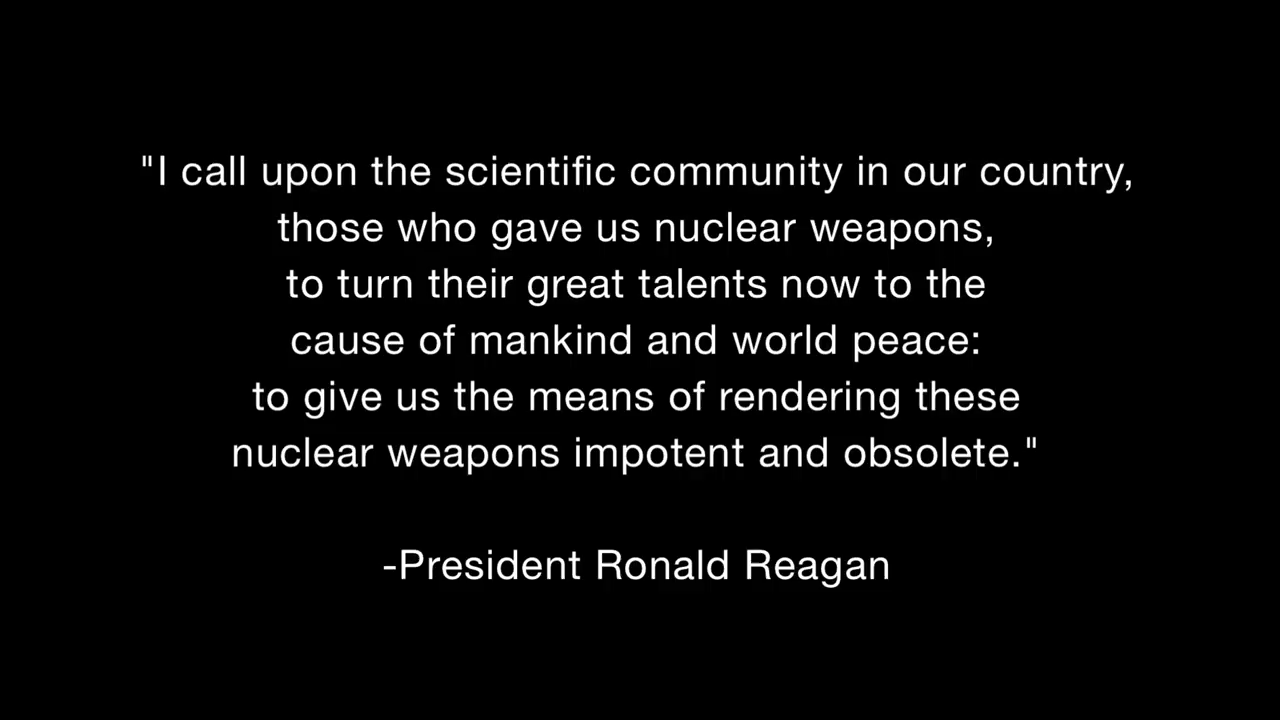 "I call upon the scientific community in our country,
those who gave us nuclear weapons,
to turn their great talents now to the
cause of mankind and world peace:
to give us the means of rendering these
nuclear weapons impotent and obsolete."
-President Ronald Reagan